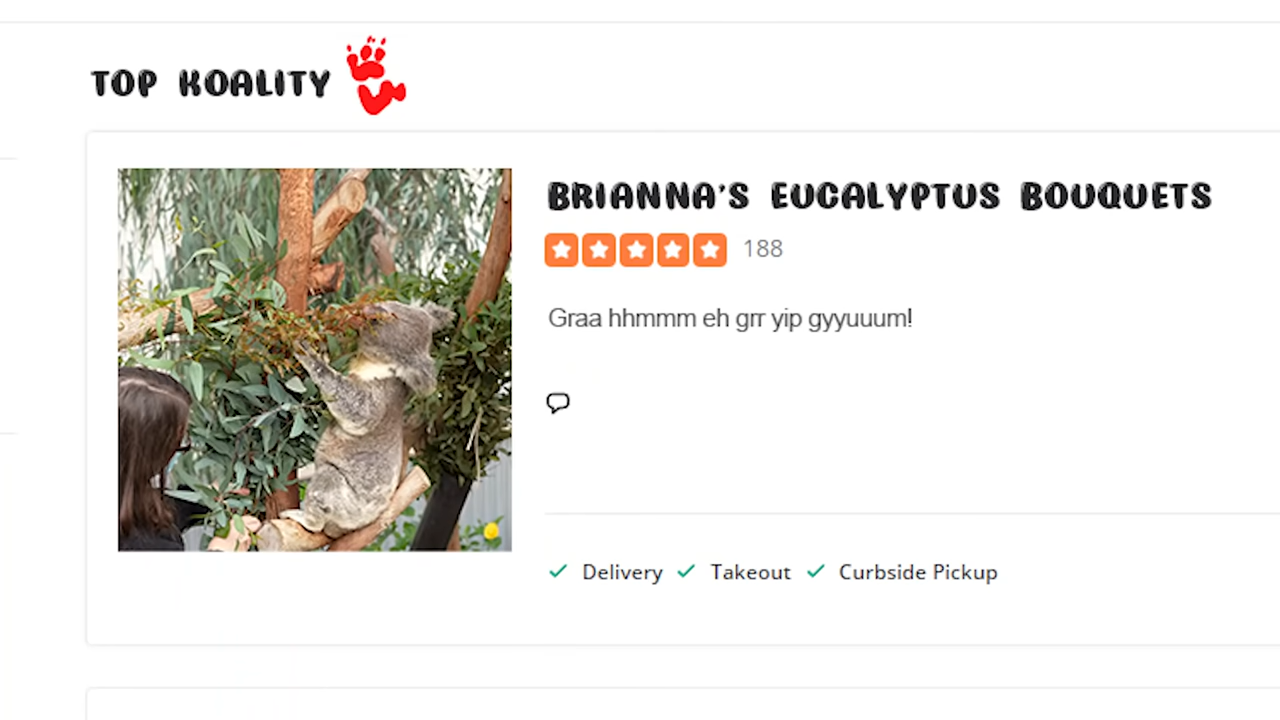 TOP KOALITY
BRIANNA'S EUCALYPTUS BOUQUETS
188
Graa hhmmm eh grr yip gyyuuum!
Delivery Takeout Curbside Pickup